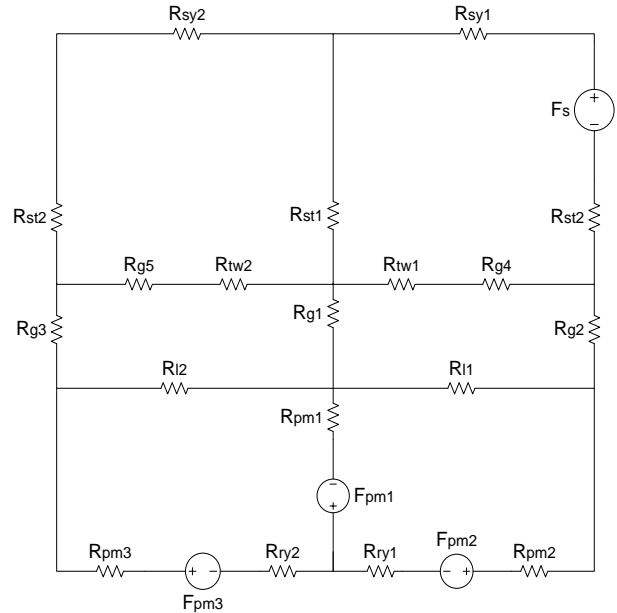 Rsy2 Rsy1
+
Fs
−
Rst2 Rst1 Rst2
Rg5 Rtw2 Rtw1 Rg4
Rg3 Rg1 Rg2
Rl2 Rl1
Rpm1
−
Fpm1
+
Rpm3 Rry2 Rry1 Fpm2 Rpm2
+ − − +
Fpm3